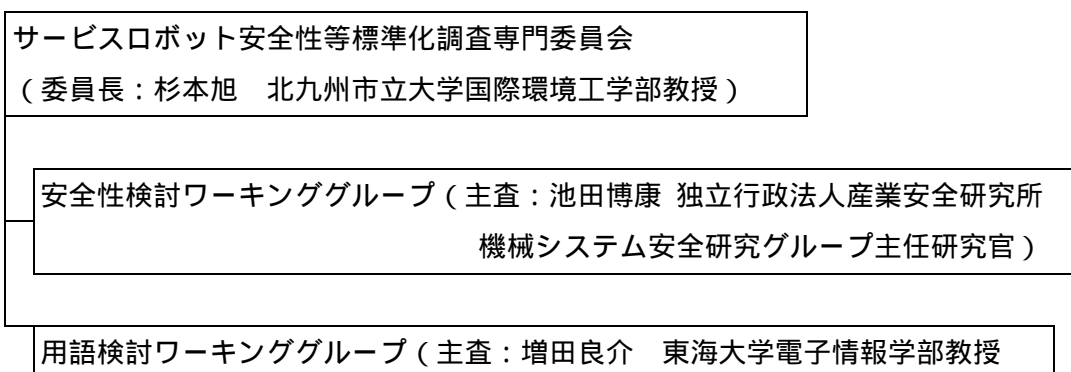 サービスロボット安全性等標準化調査専門委員会
(委員長:杉本旭 北九州市立大学国際環境工学部教授)
安全性検討ワーキンググループ(主査:池田博康 独立行政法人産業安全研究所
機械システム安全研究グループ主任研究官)
用語検討ワーキンググループ(主査:増田良介 東海大学電子情報学部教授